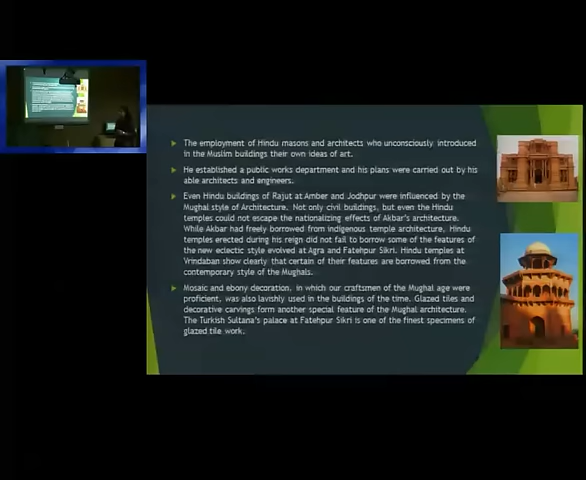 The employment of Hindu masons and architects who unconsciously introduced
in the Muslim buildings their own ideas of art.
He established a public works department and his plans were carried out by his
able architects and engineers.
Even Hindu buildings of Rajut at Amber and Jodhpur were influenced by the
Mughal style of Architecture. Not only civil buildings, but even the Hindu
temples could not escape the nationalizing effects of Akbar's architecture.
While Akbar had freely borrowed from indigenous temple architecture, Hindu
temples erected during his reign did not fail to borrow some of the features of
the new eclectic style evolved at Agra and Fatehpur Sikri. Hindu temples at
Vrindaban show clearly that certain of their features are borrowed from the
contemporary style of the Mughals.
Mosaic and ebony decoration, in which our craftsmen of the Mughal age were
proficient, was also lavishly used in the buildings of the time. Glazed tiles and
decorative carvings form another special feature of the Mughal architecture.
The Turkish Sultana's palace at Fatehpur Sikri is one of the finest specimens of
glazed tile work.